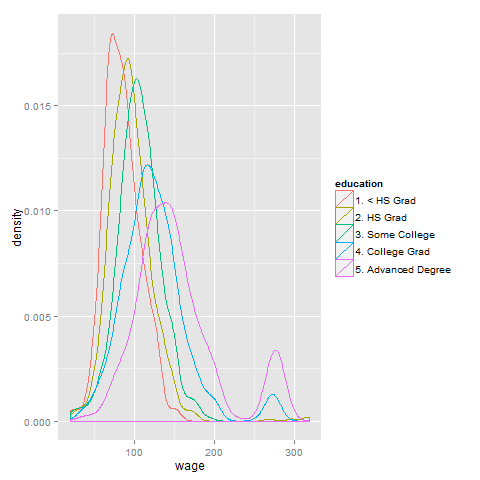 0.015
0.010
0.005
0.000
density
100
200
300
wage
education
1. < HS Grad
2. HS Grad
3. Some College
4. College Grad
5. Advanced Degree